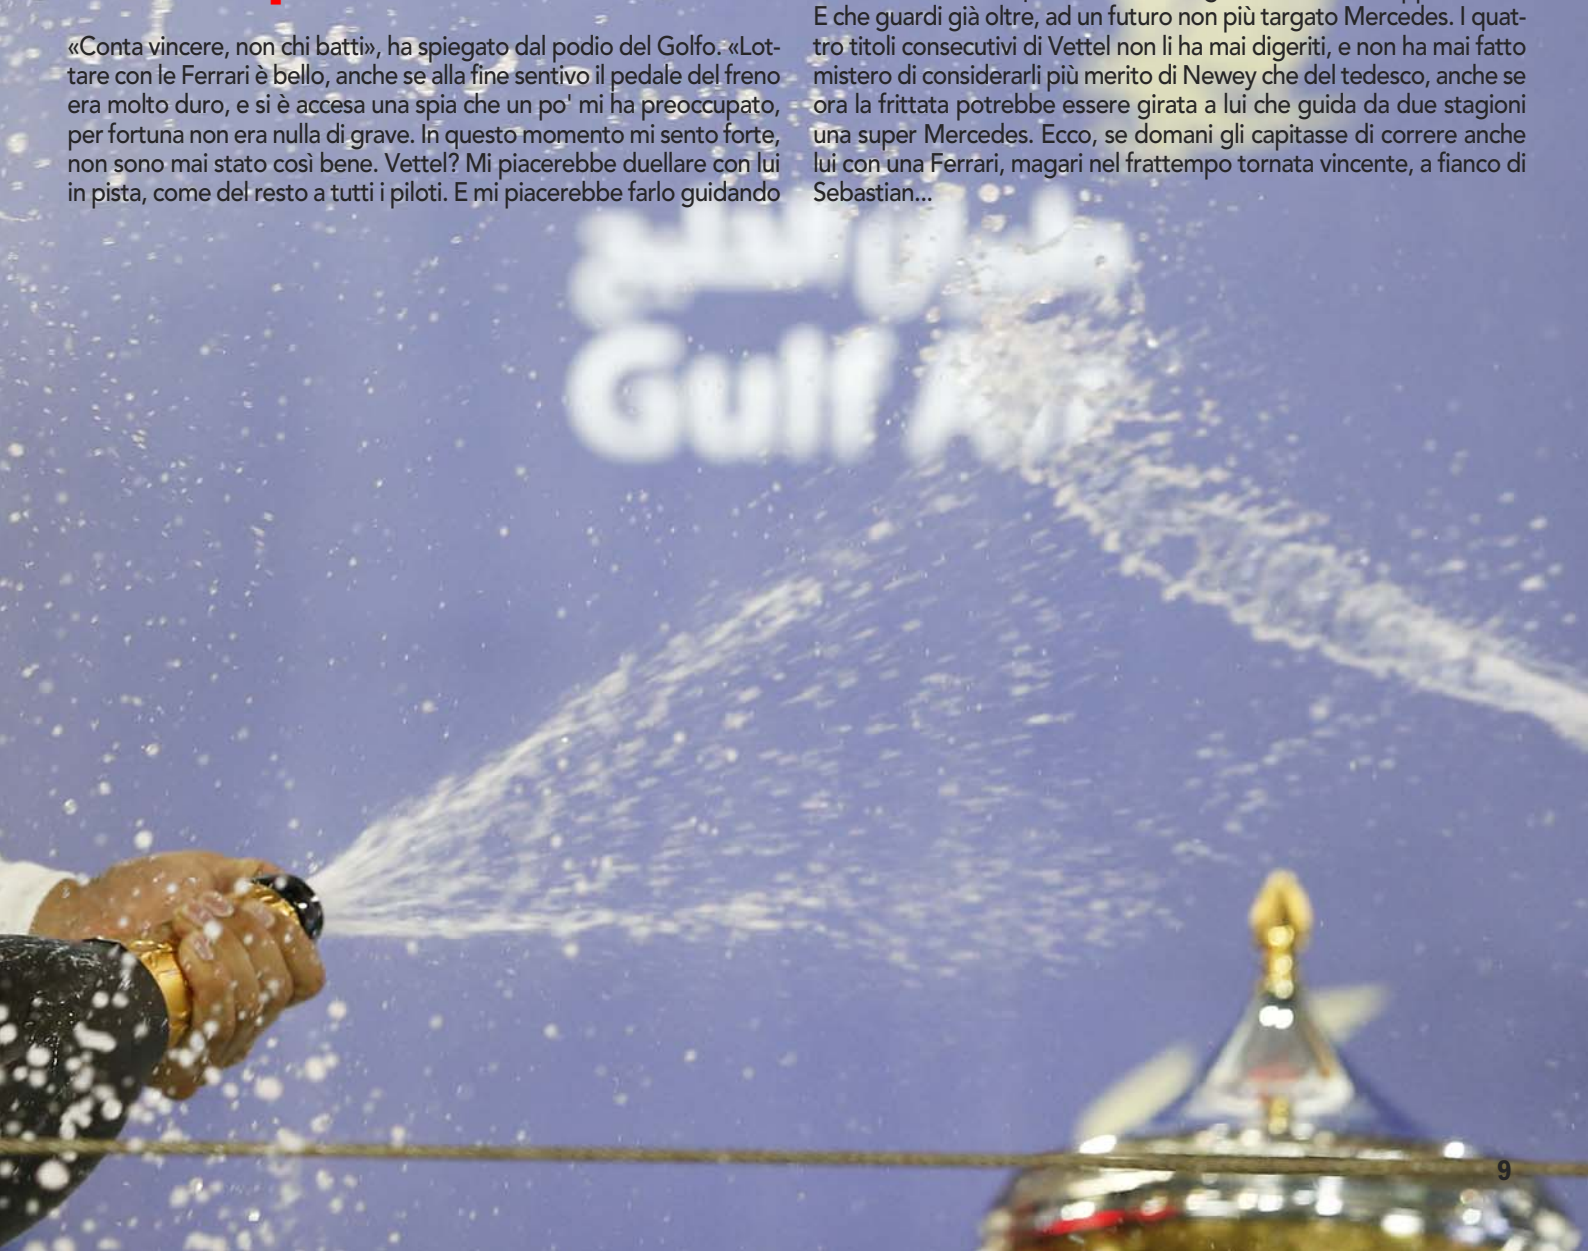 «Conta vincere, non chi batti», ha spiegato dal podio del Golfo. «Lot-
tare con le Ferrari è bello, anche se alla fine sentivo il pedale del freno
era molto duro, e si è accesa una spia che un po' mi ha preoccupato,
per fortuna non era nulla di grave. In questo momento mi sento forte,
non sono mai stato così bene. Vettel? Mi piacerebbe duellare con lui
in pista, come del resto a tutti i piloti. E mi piacerebbe farlo guidando
E che guardi già oltre, ad un futuro non più targato Mercedes. I quat-
tro titoli consecutivi di Vettel non li ha mai digeriti, e non ha mai fatto
mistero di considerarli più merito di Newey che del tedesco, anche se
ora la frittata potrebbe essere girata a lui che guida da due stagioni
una super Mercedes. Ecco, se domani gli capitasse di correre anche
lui con una Ferrari, magari nel frattempo tornata vincente, a fianco di
Sebastian...
طيران الخليج
Gulf Air
9